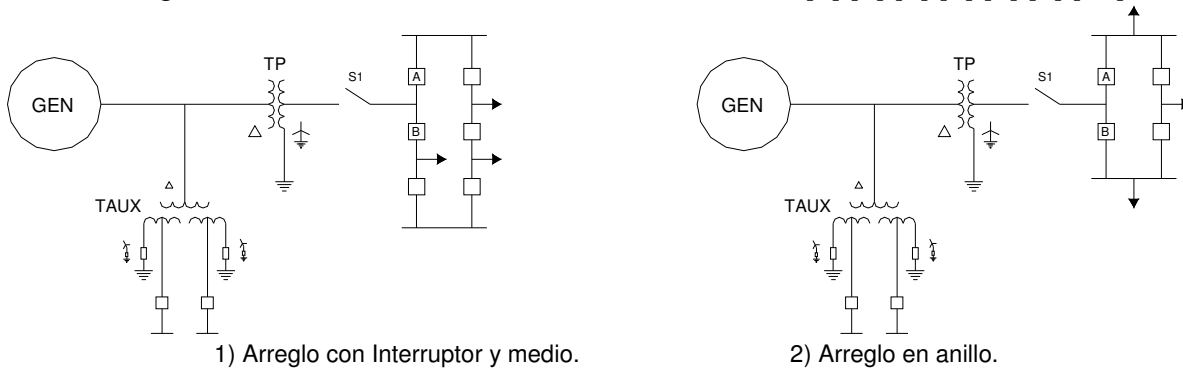 TP
S1
A
GEN
B
TAUX
1) Arreglo con Interruptor y medio.
TP
S1
A
GEN
B
TAUX
2) Arreglo en anillo.